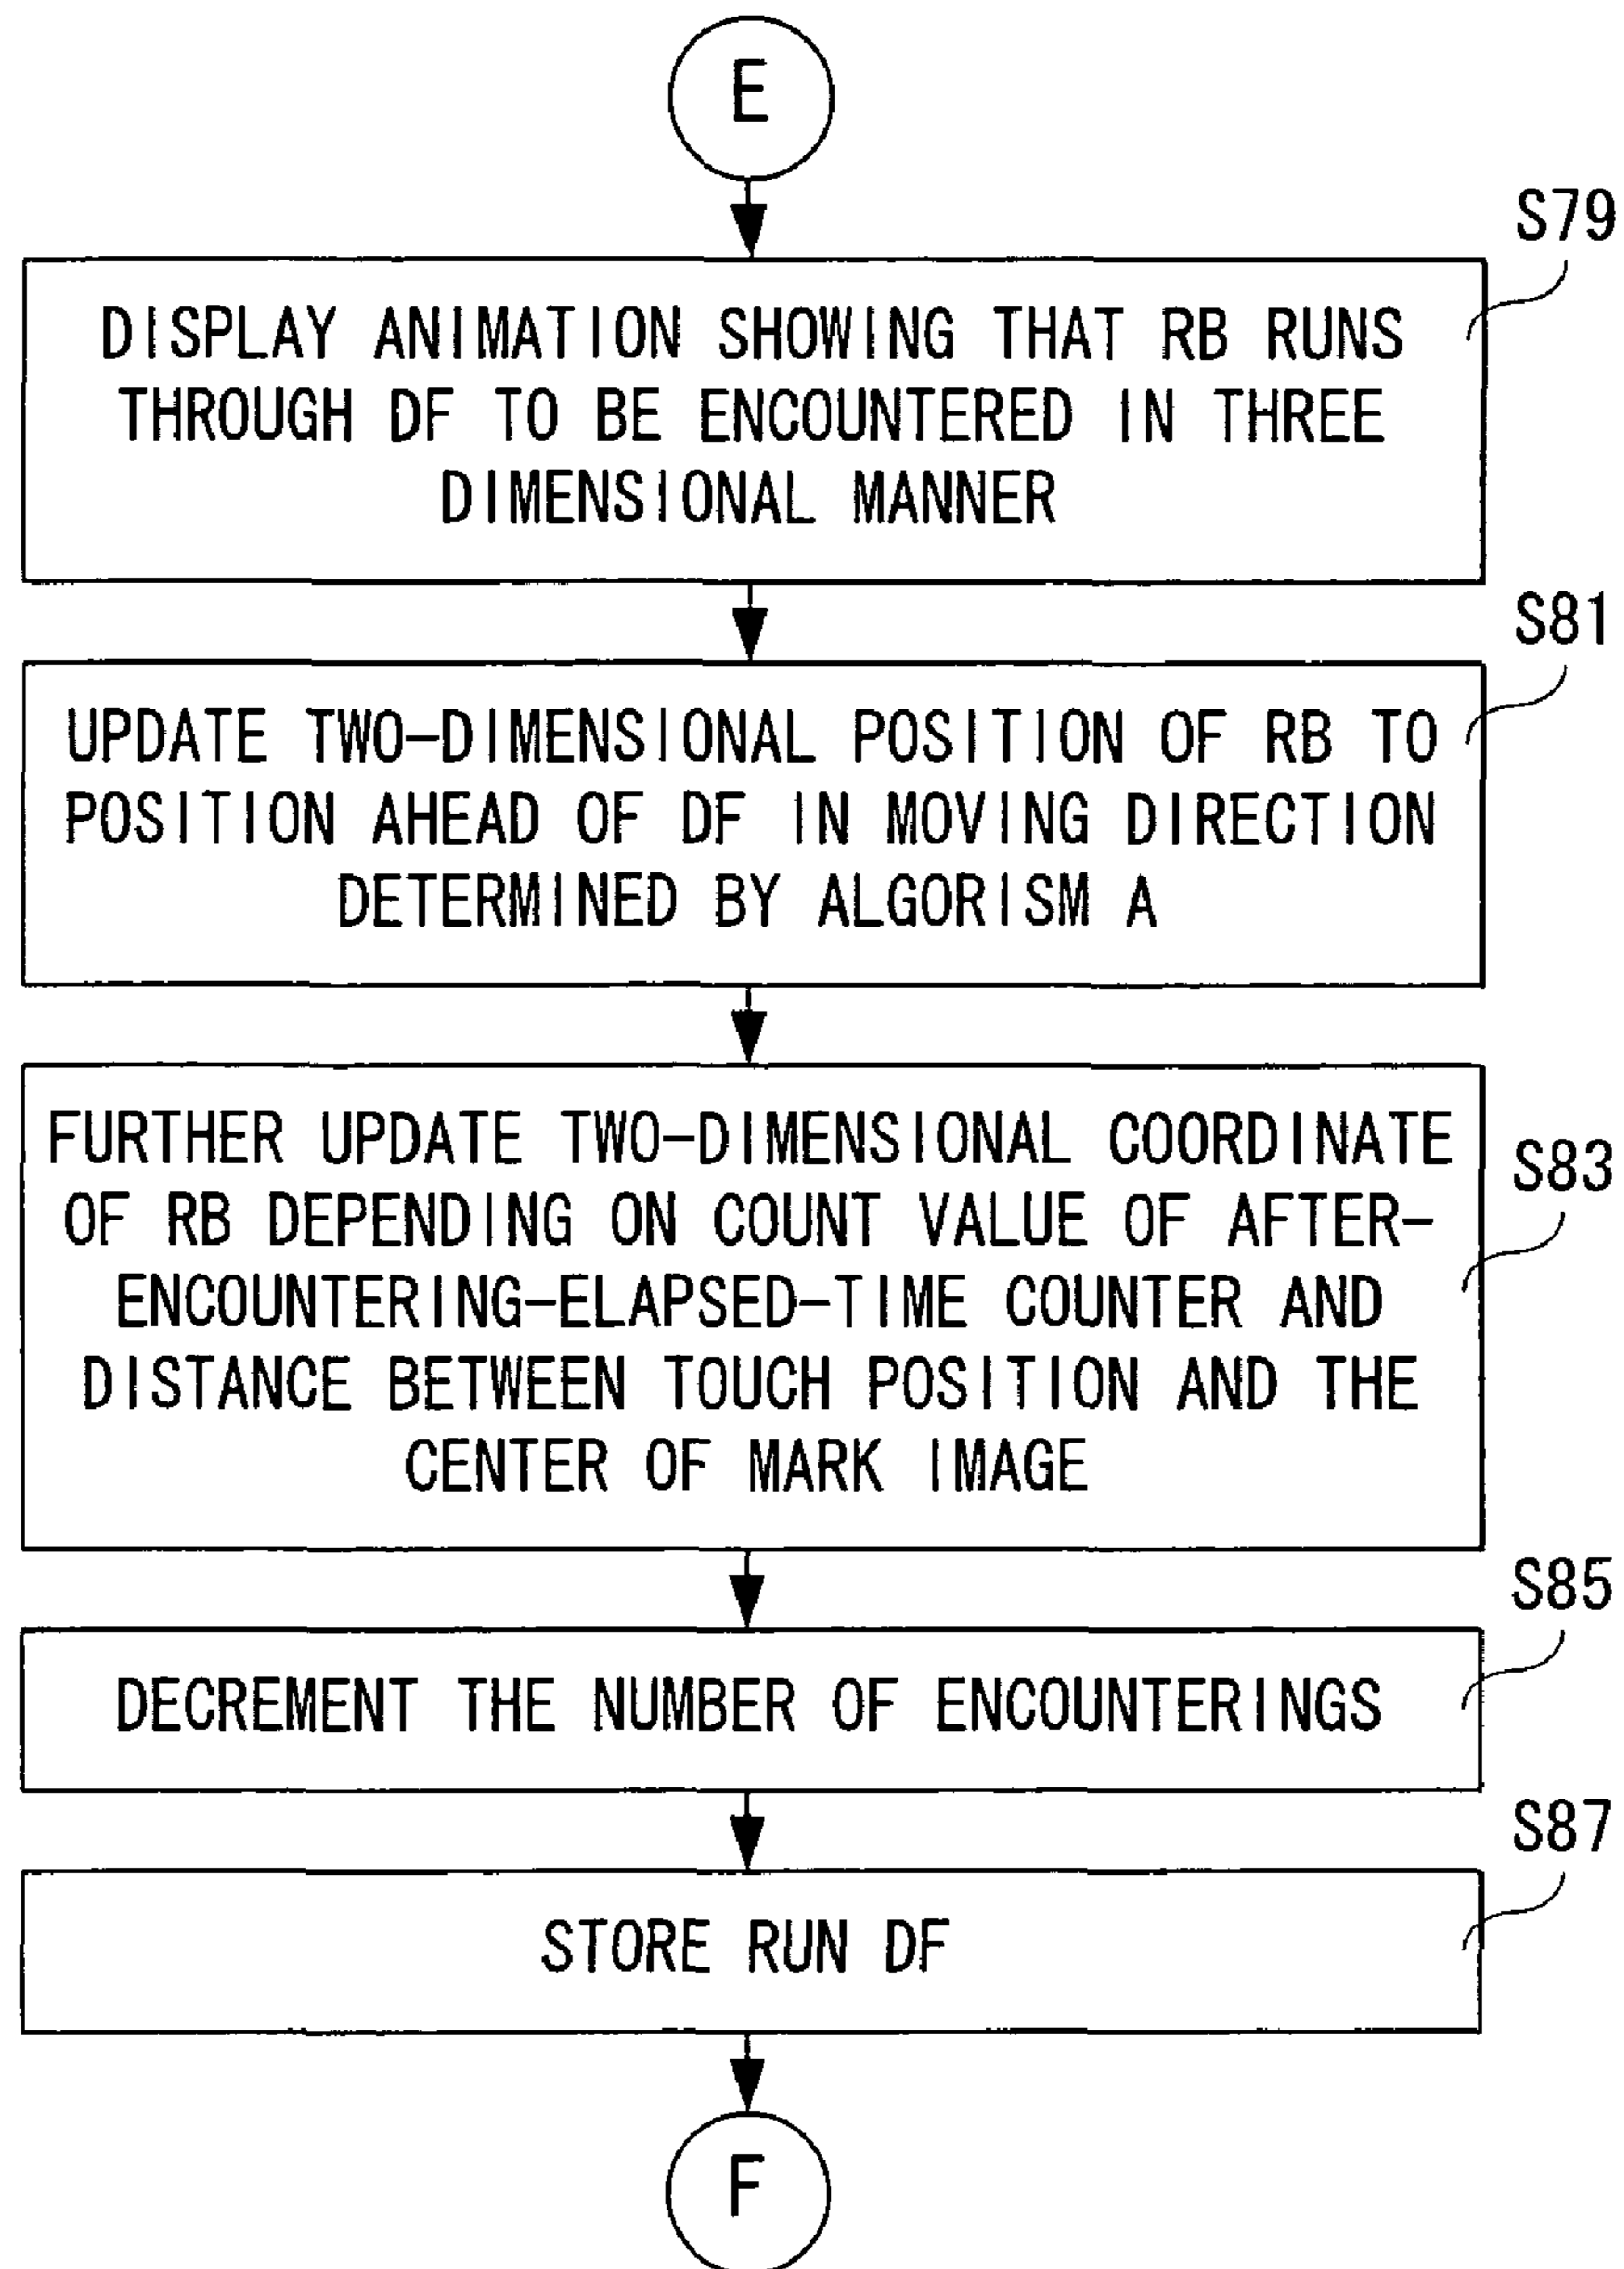 E
S79
DISPLAY ANIMATION SHOWING THAT RB RUNS
THROUGH DF TO BE ENCOUNTERED IN THREE
DIMENSIONAL MANNER
S81
UPDATE TWO-DIMENSIONAL POSITION OF RB TO
POSITION AHEAD OF DF IN MOVING DIRECTION
DETERMINED BY ALGORISM A
S83
FURTHER UPDATE TWO-DIMENSIONAL COORDINATE
OF RB DEPENDING ON COUNT VALUE OF AFTER-
ENCOUNTERING-ELAPSED-TIME COUNTER AND
DISTANCE BETWEEN TOUCH POSITION AND THE
CENTER OF MARK IMAGE
S85
DECREMENT THE NUMBER OF ENCOUNTERINGS
S87
STORE RUN DF
F